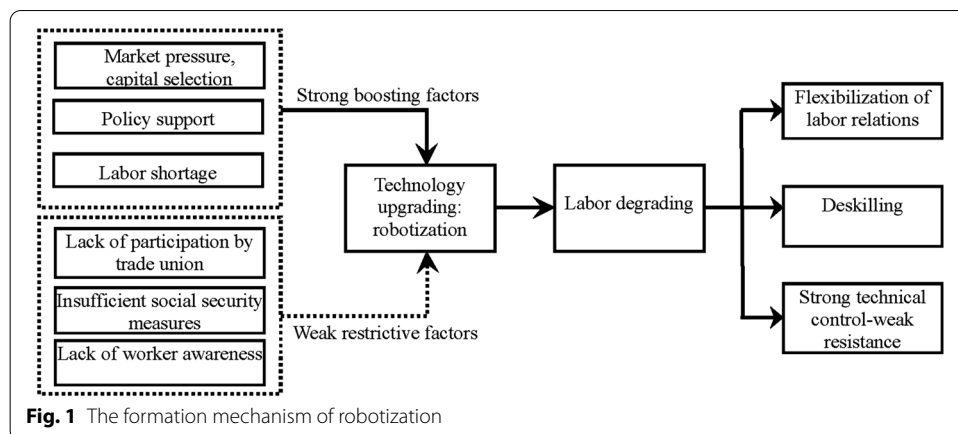 Market pressure,
capital selection
Policy support
Labor shortage
Strong boosting factors
Lack of participation by
trade union
Insufficient social security
measures
Lack of worker awareness
Weak restrictive factors
Technology
upgrading:
robotization
Labor degrading
Flexibilization of
labor relations
Deskilling
Strong technical
control-weak
resistance
Fig. 1 The formation mechanism of robotization